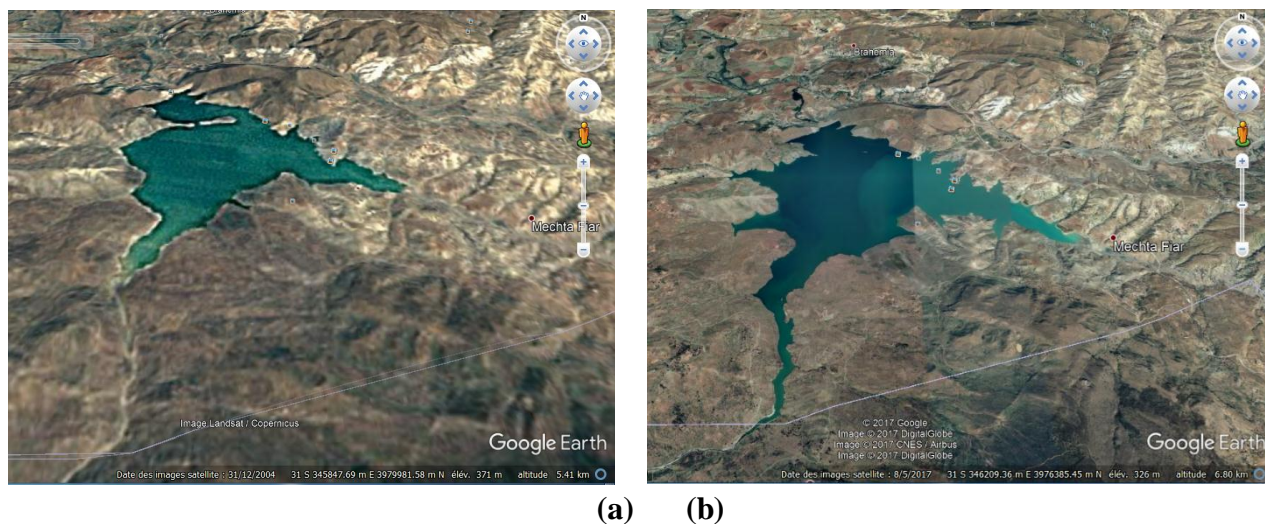 N
Mechta Fiar
Image Landsat / Copernicus
Google Earth
Date des images satellite : 31/12/2004 31 S 345847.69 m E 3979981.58 m N élév. 371 m altitude 5.41 km
N
Branemia
Mechta Fiar
© 2017 Google
Image © 2017 DigitalGlobe
Image © 2017 CNES / Airbus
Image © 2017 DigitalGlobe
Google Earth
Date des images satellite : 8/5/2017 31 S 346209.36 m E 3976385.45 m N élév. 326 m altitude 6.80 km
(a) (b)